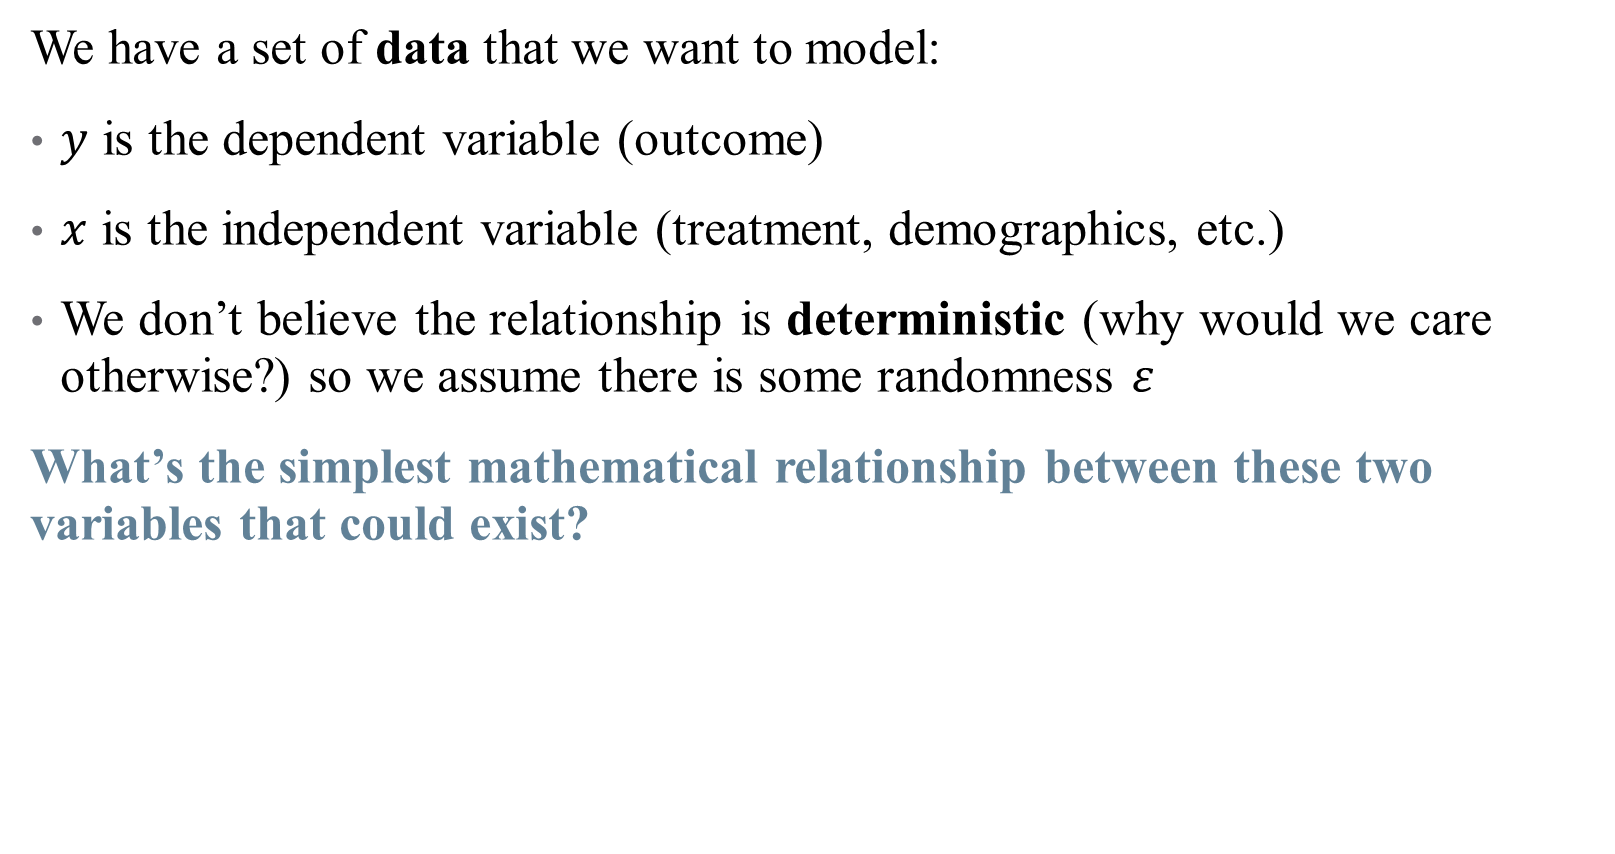 We have a set of data that we want to model:
• y is the dependent variable (outcome)
• x is the independent variable (treatment, demographics, etc.)
• We don’t believe the relationship is deterministic (why would we care
otherwise?) so we assume there is some randomness ε
What’s the simplest mathematical relationship between these two
variables that could exist?